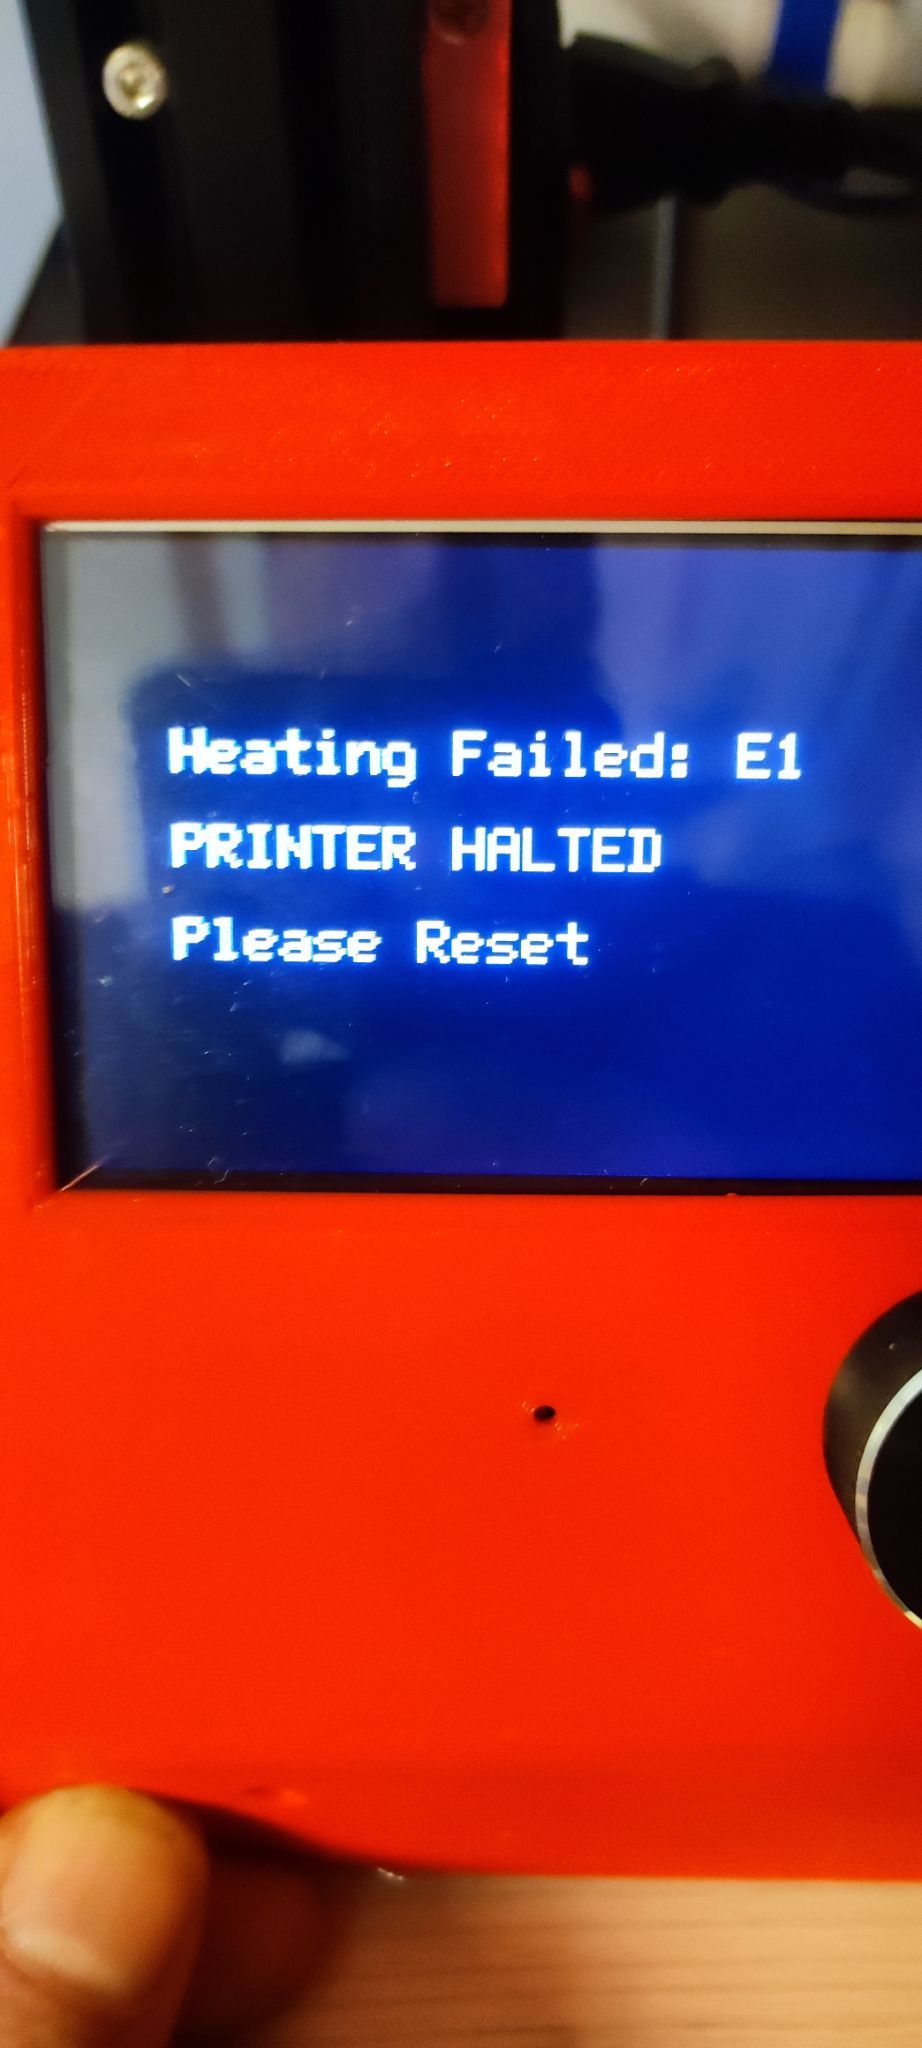 Heating Failed: E1
PRINTER HALTED
Please Reset